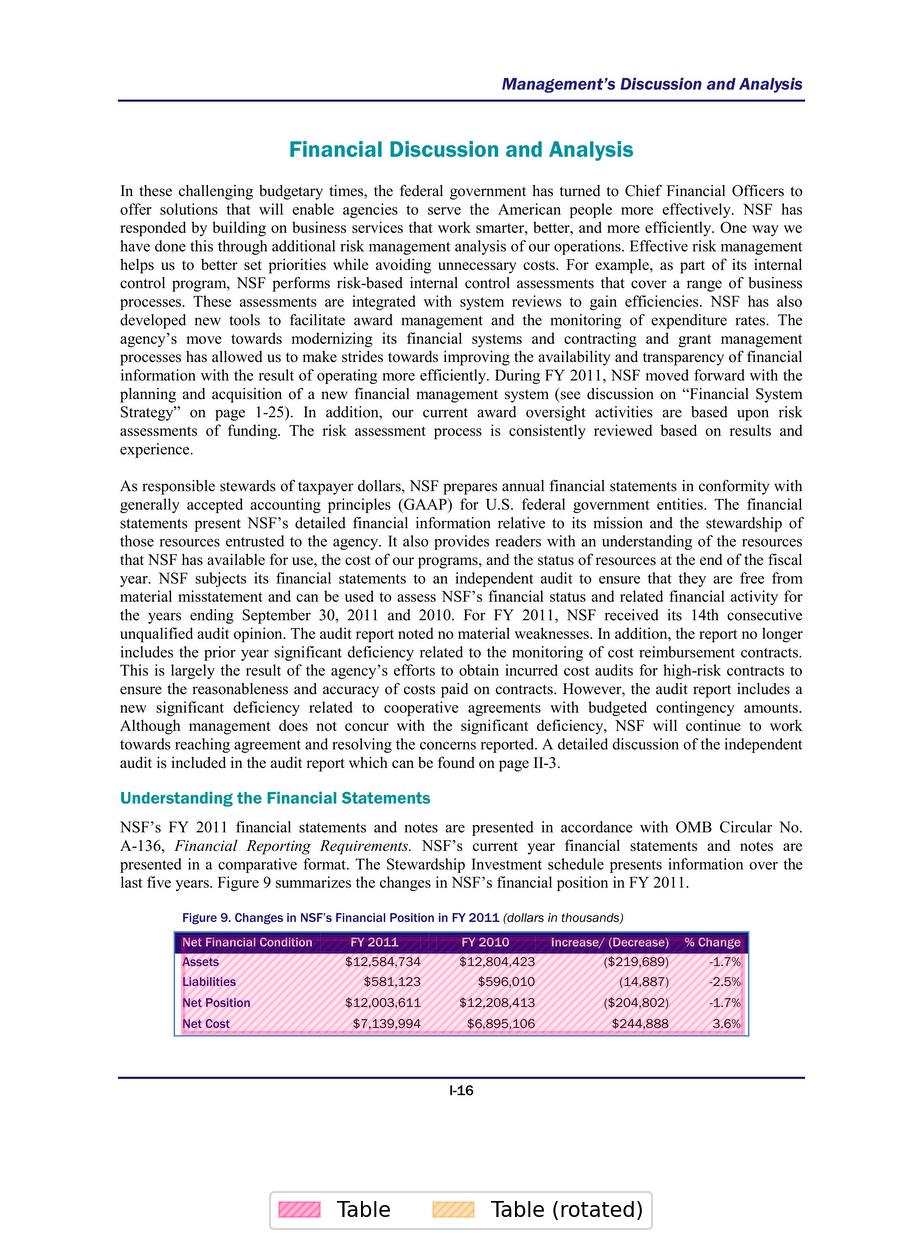 Management's Discussion and Analysis
Financial Discussion and Analysis
In these challenging budgetary times, the federal government has turned to Chief Financial Officers to
offer solutions that will enable agencies to serve the American people more effectively. NSF has
responded by building on business services that work smarter, better, and more efficiently. One way we
have done this through additional risk management analysis of our operations. Effective risk management
helps us to better set priorities while avoiding unnecessary costs. For example, as part of its internal
control program, NSF performs risk-based internal control assessments that cover a range of business
processes. These assessments are integrated with system reviews to gain efficiencies. NSF has also
developed new tools to facilitate award management and the monitoring of expenditure rates. The
agency's move towards modernizing its financial systems and contracting and grant management
processes has allowed us to make strides towards improving the availability and transparency of financial
information with the result of operating more efficiently. During FY 2011, NSF moved forward with the
planning and acquisition of a new financial management system (see discussion on “Financial System
Strategy” on page 1-25). In addition, our current award oversight activities are based upon risk
assessments of funding. The risk assessment process is consistently reviewed based on results and
experience.
As responsible stewards of taxpayer dollars, NSF prepares annual financial statements in conformity with
generally accepted accounting principles (GAAP) for U.S. federal government entities. The financial
statements present NSF's detailed financial information relative to its mission and the stewardship of
those resources entrusted to the agency. It also provides readers with an understanding of the resources
that NSF has available for use, the cost of our programs, and the status of resources at the end of the fiscal
year. NSF subjects its financial statements to an independent audit to ensure that they are free from
material misstatement and can be used to assess NSF's financial status and related financial activity for
the years ending September 30, 2011 and 2010. For FY 2011, NSF received its 14th consecutive
unqualified audit opinion. The audit report noted no material weaknesses. In addition, the report no longer
includes the prior year significant deficiency related to the monitoring of cost reimbursement contracts.
This is largely the result of the agency's efforts to obtain incurred cost audits for high-risk contracts to
ensure the reasonableness and accuracy of costs paid on contracts. However, the audit report includes a
new significant deficiency related to cooperative agreements with budgeted contingency amounts.
Although management does not concur with the significant deficiency, NSF will continue to work
towards reaching agreement and resolving the concerns reported. A detailed discussion of the independent
audit is included in the audit report which can be found on page II-3.
Understanding the Financial Statements
NSF's FY 2011 financial statements and notes are presented in accordance with OMB Circular No.
A-136, Financial Reporting Requirements. NSF's current year financial statements and notes are
presented in a comparative format. The Stewardship Investment schedule presents information over the
last five years. Figure 9 summarizes the changes in NSF's financial position in FY 2011.
Figure 9. Changes in NSF's Financial Position in FY 2011 (dollars in thousands)
Net Financial Condition FY 2011 FY 2010 Increase/ (Decrease) % Change
Assets $12,584,734 $12,804,423 ($219,689) -1.7%
Liabilities $581,123 $596,010 (14,887) -2.5%
Net Position $12,003,611 $12,208,413 ($204,802) -1.7%
Net Cost $7,139,994 $6,895,106 $244,888 3.6%
I-16
Table Table (rotated)